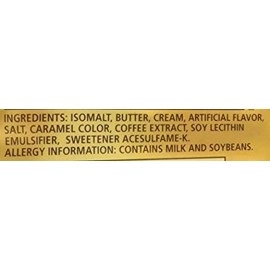 INGREDIENTS: ISOMALT, BUTTER, CREAM, ARTIFICIAL FLAVOR,
SALT, CARAMEL COLOR, COFFEE EXTRACT, SOY LECITHIN
EMULSIFIER, SWEETENER ACESULFAME-K.
ALLERGY INFORMATION: CONTAINS MILK AND SOYBEANS.